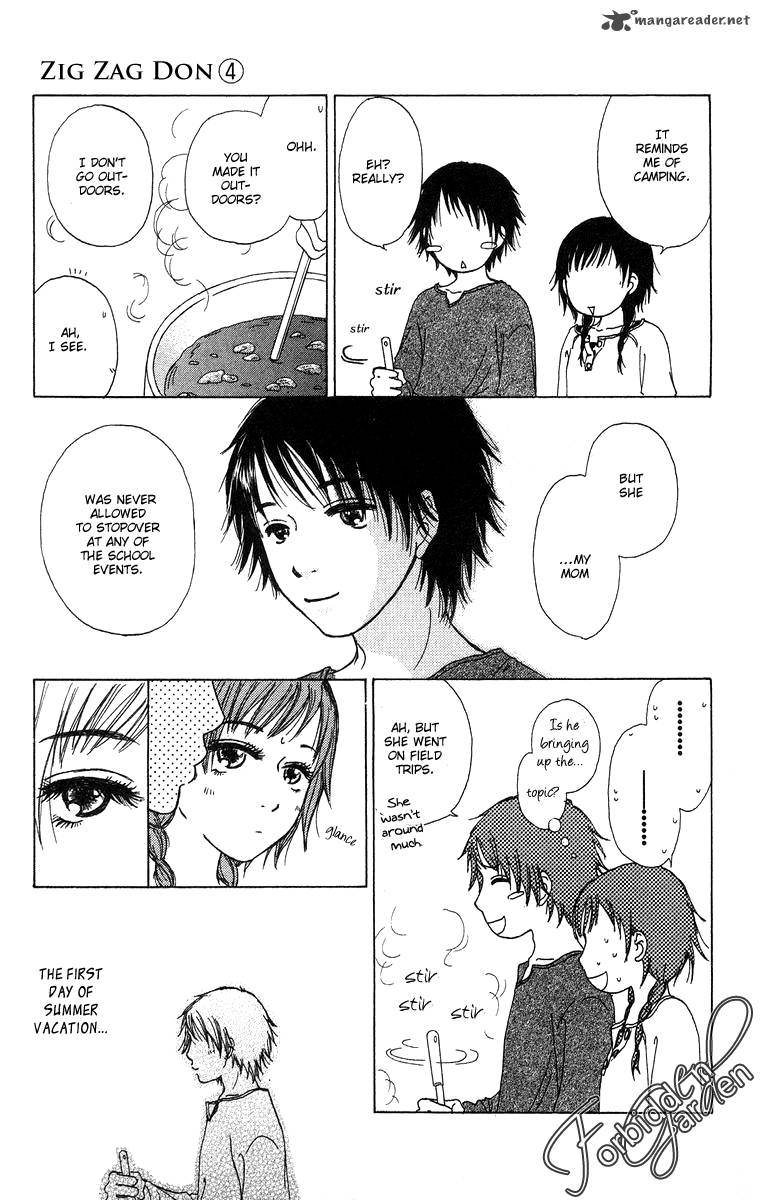 mangareader.net
ZIG ZAG DON ④
IT
REMINDS
ME OF
CAMPING.
EH?
REALLY?
stir
stir
OHH.
YOU
MADE IT
OUT-
DOORS?
I DON'T
GO OUT-
DOORS.
AH,
I SEE.
BUT
SHE
...MY
MOM
WAS NEVER
ALLOWED
TO STOPOVER
AT ANY OF
THE SCHOOL
EVENTS.
Is he
bringing
up the...
topic?
AH, BUT
SHE WENT
ON FIELD
TRIPS.
She
wasn't
around
much.
stir
stir
stir
glance
THE FIRST
DAY OF
SUMMER
VACATION...
Forbidden
Garden